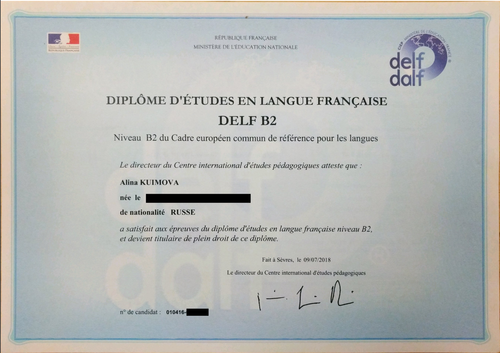 RÉPUBLIQUE FRANÇAISE
MINISTÈRE DE L'ÉDUCATION NATIONALE
delf
dalf
DIPLÔME D'ÉTUDES EN LANGUE FRANÇAISE
DELF B2
Niveau B2 du Cadre européen commun de référence pour les langues
Le directeur du Centre international d'études pédagogiques atteste que :
Alina KUIMOVA
née le
de nationalité RUSSE
a satisfait aux épreuves du diplôme d'études en langue française niveau B2,
et devient titulaire de plein droit de ce diplôme.
Fait à Sèvres, le 09/07/2018
Le directeur du Centre international d'études pédagogiques
n° de candidat : 010416-